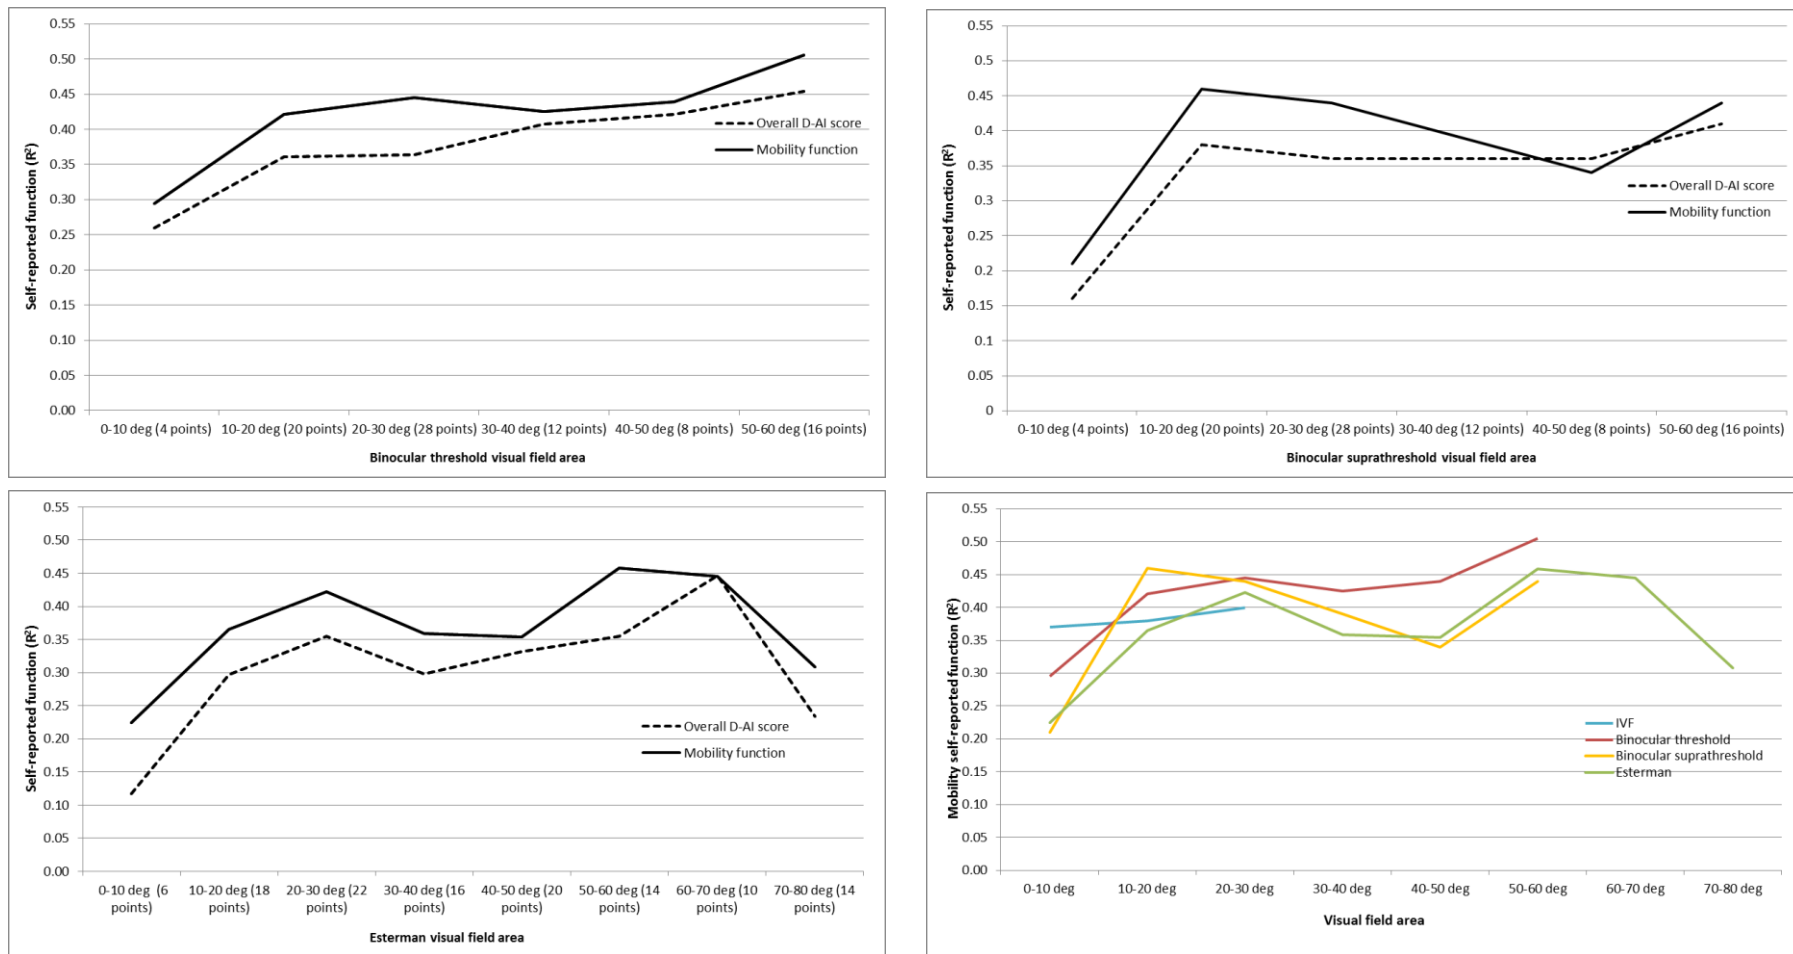 0.55
0.50
0.45
0.40
0.35
0.30
0.25
0.20
0.15
0.10
0.05
0.00
Self-reported function (R²)
Overall D-AI score
Mobility function
0-10 deg (4 points) 10-20 deg (20 points) 20-30 deg (28 points) 30-40 deg (12 points) 40-50 deg (8 points) 50-60 deg (16 points)
Binocular threshold visual field area
0.55
0.5
0.45
0.4
0.35
0.3
0.25
0.2
0.15
0.1
0.05
0
Self-reported function (R²)
Overall D-AI score
Mobility function
0-10 deg (4 points) 10-20 deg (20 points) 20-30 deg (28 points) 30-40 deg (12 points) 40-50 deg (8 points) 50-60 deg (16 points)
Binocular suprathreshold visual field area
0.55
0.50
0.45
0.40
0.35
0.30
0.25
0.20
0.15
0.10
0.05
0.00
Self-reported function (R²)
Overall D-AI score
Mobility function
0-10 deg (6 10-20 deg (18 20-30 deg (22 30-40 deg (16 40-50 deg (20 50-60 deg (14 60-70 deg (10 70-80 deg (14
points) points) points) points) points) points) points) points)
Esterman visual field area
0.55
0.50
0.45
0.40
0.35
0.30
0.25
0.20
0.15
0.10
0.05
0.00
Mobility self-reported function (R²)
IVF
Binocular threshold
Binocular suprathreshold
Esterman
0-10 deg 10-20 deg 20-30 deg 30-40 deg 40-50 deg 50-60 deg 60-70 deg 70-80 deg
Visual field area